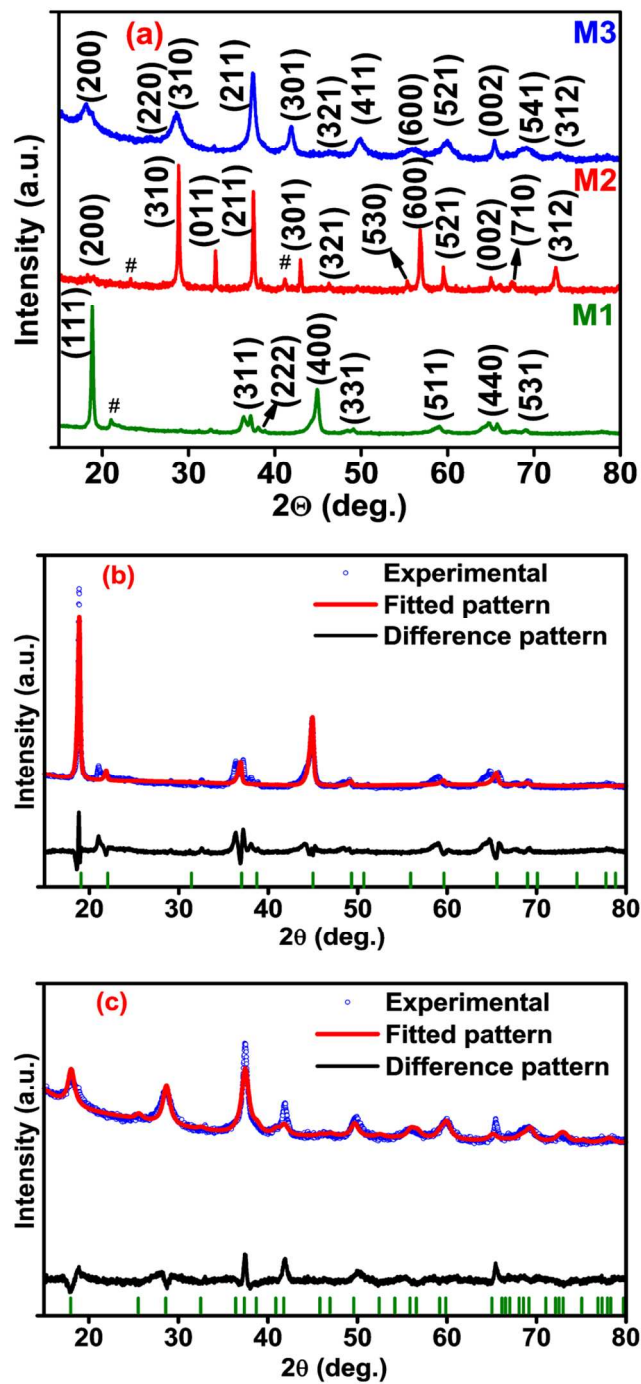 (a)
M3
(200)
(220)
(310)
(211)
(301)
(321)
(411)
(600)
(521)
(002)
(541)
(312)
M2
(200)
#
(310)
(011)
(211)
#
(301)
(321)
(530)
(600)
(521)
(002)
(710)
(312)
M1
(111)
#
(311)
(222)
(400)
(331)
(511)
(440)
(531)
Intensity (a.u.)
20 30 40 50 60 70 80
2Θ (deg.)
(b)
Experimental
Fitted pattern
Difference pattern
Intensity (a.u.)
20 30 40 50 60 70 80
2θ (deg.)
(c)
Experimental
Fitted pattern
Difference pattern
Intensity (a.u.)
20 30 40 50 60 70 80
2θ (deg.)